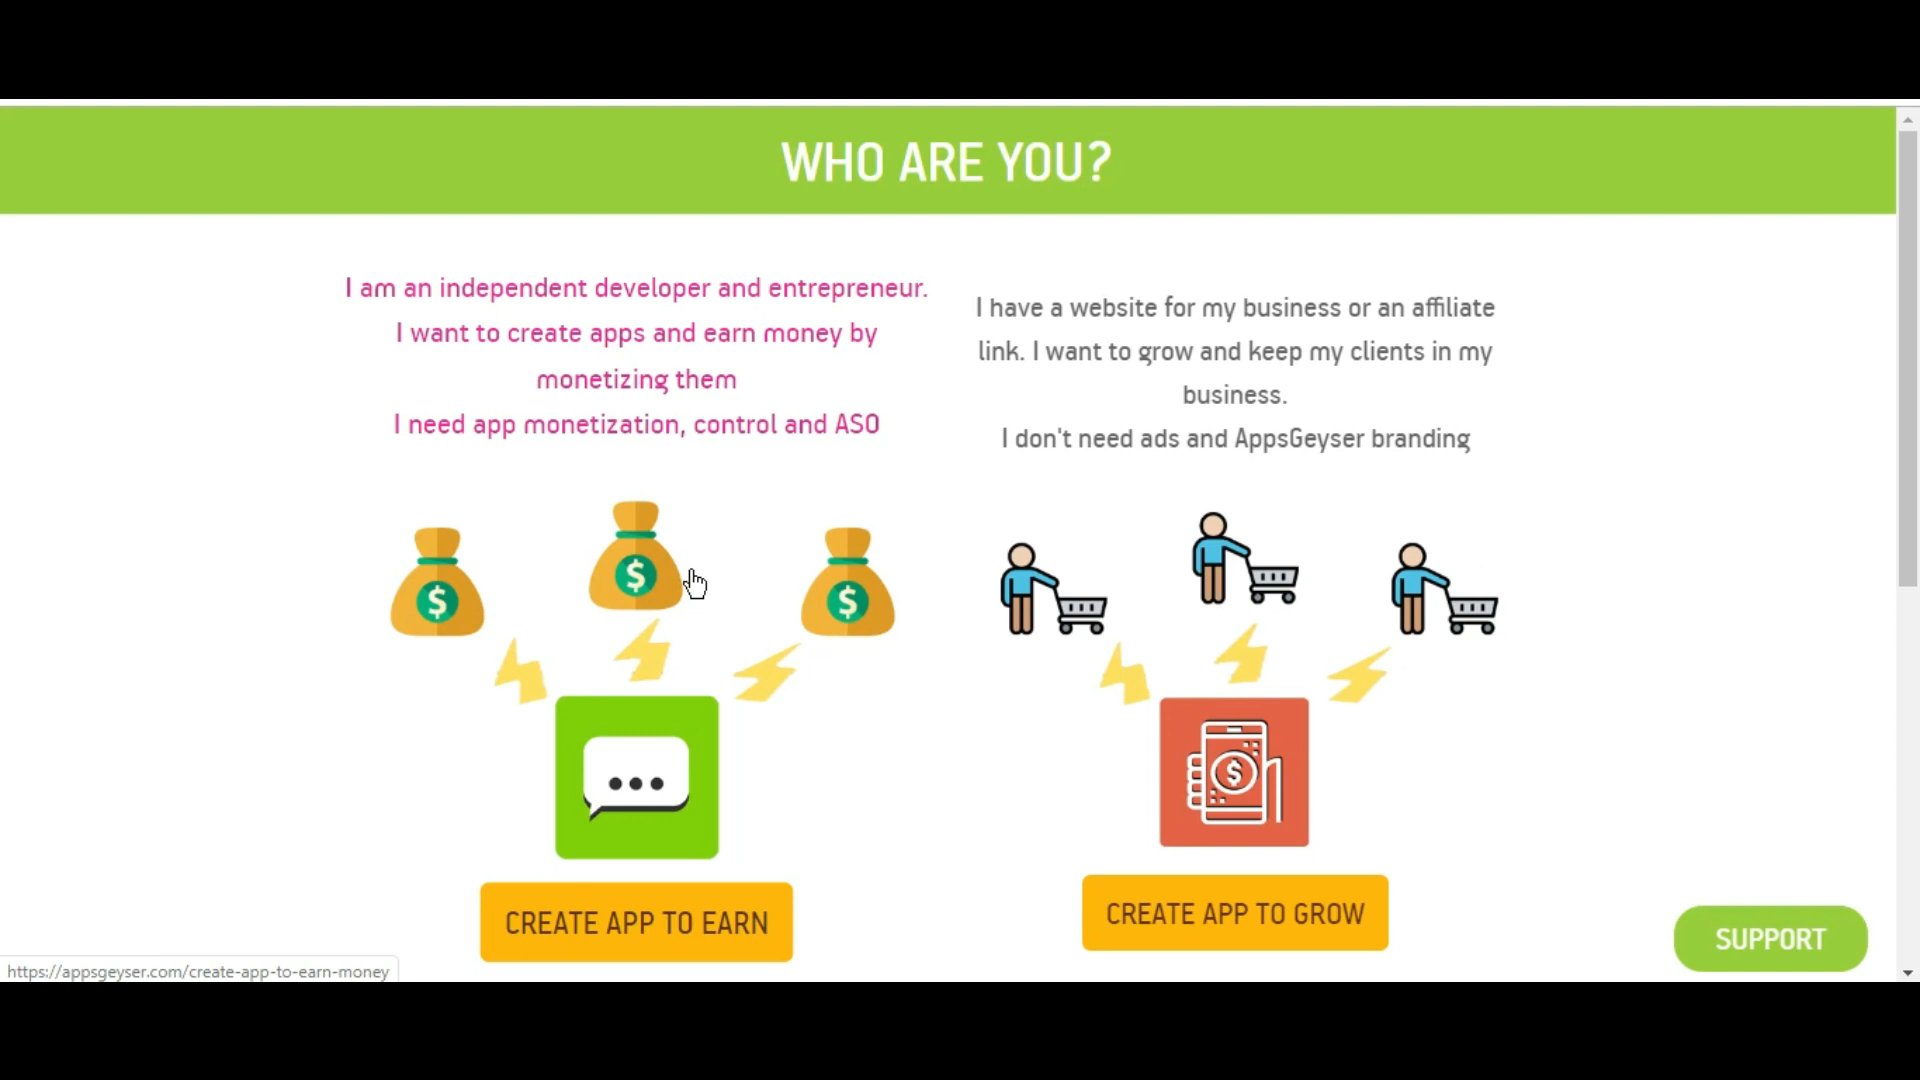 WHO ARE YOU?
I am an independent developer and entrepreneur.
I want to create apps and earn money by
monetizing them
I need app monetization, control and ASO
I have a website for my business or an affiliate
link. I want to grow and keep my clients in my
business.
I don't need ads and AppsGeyser branding
$
$
$
$
CREATE APP TO EARN
CREATE APP TO GROW
SUPPORT
https://appsgeyser.com/create-app-to-earn-money